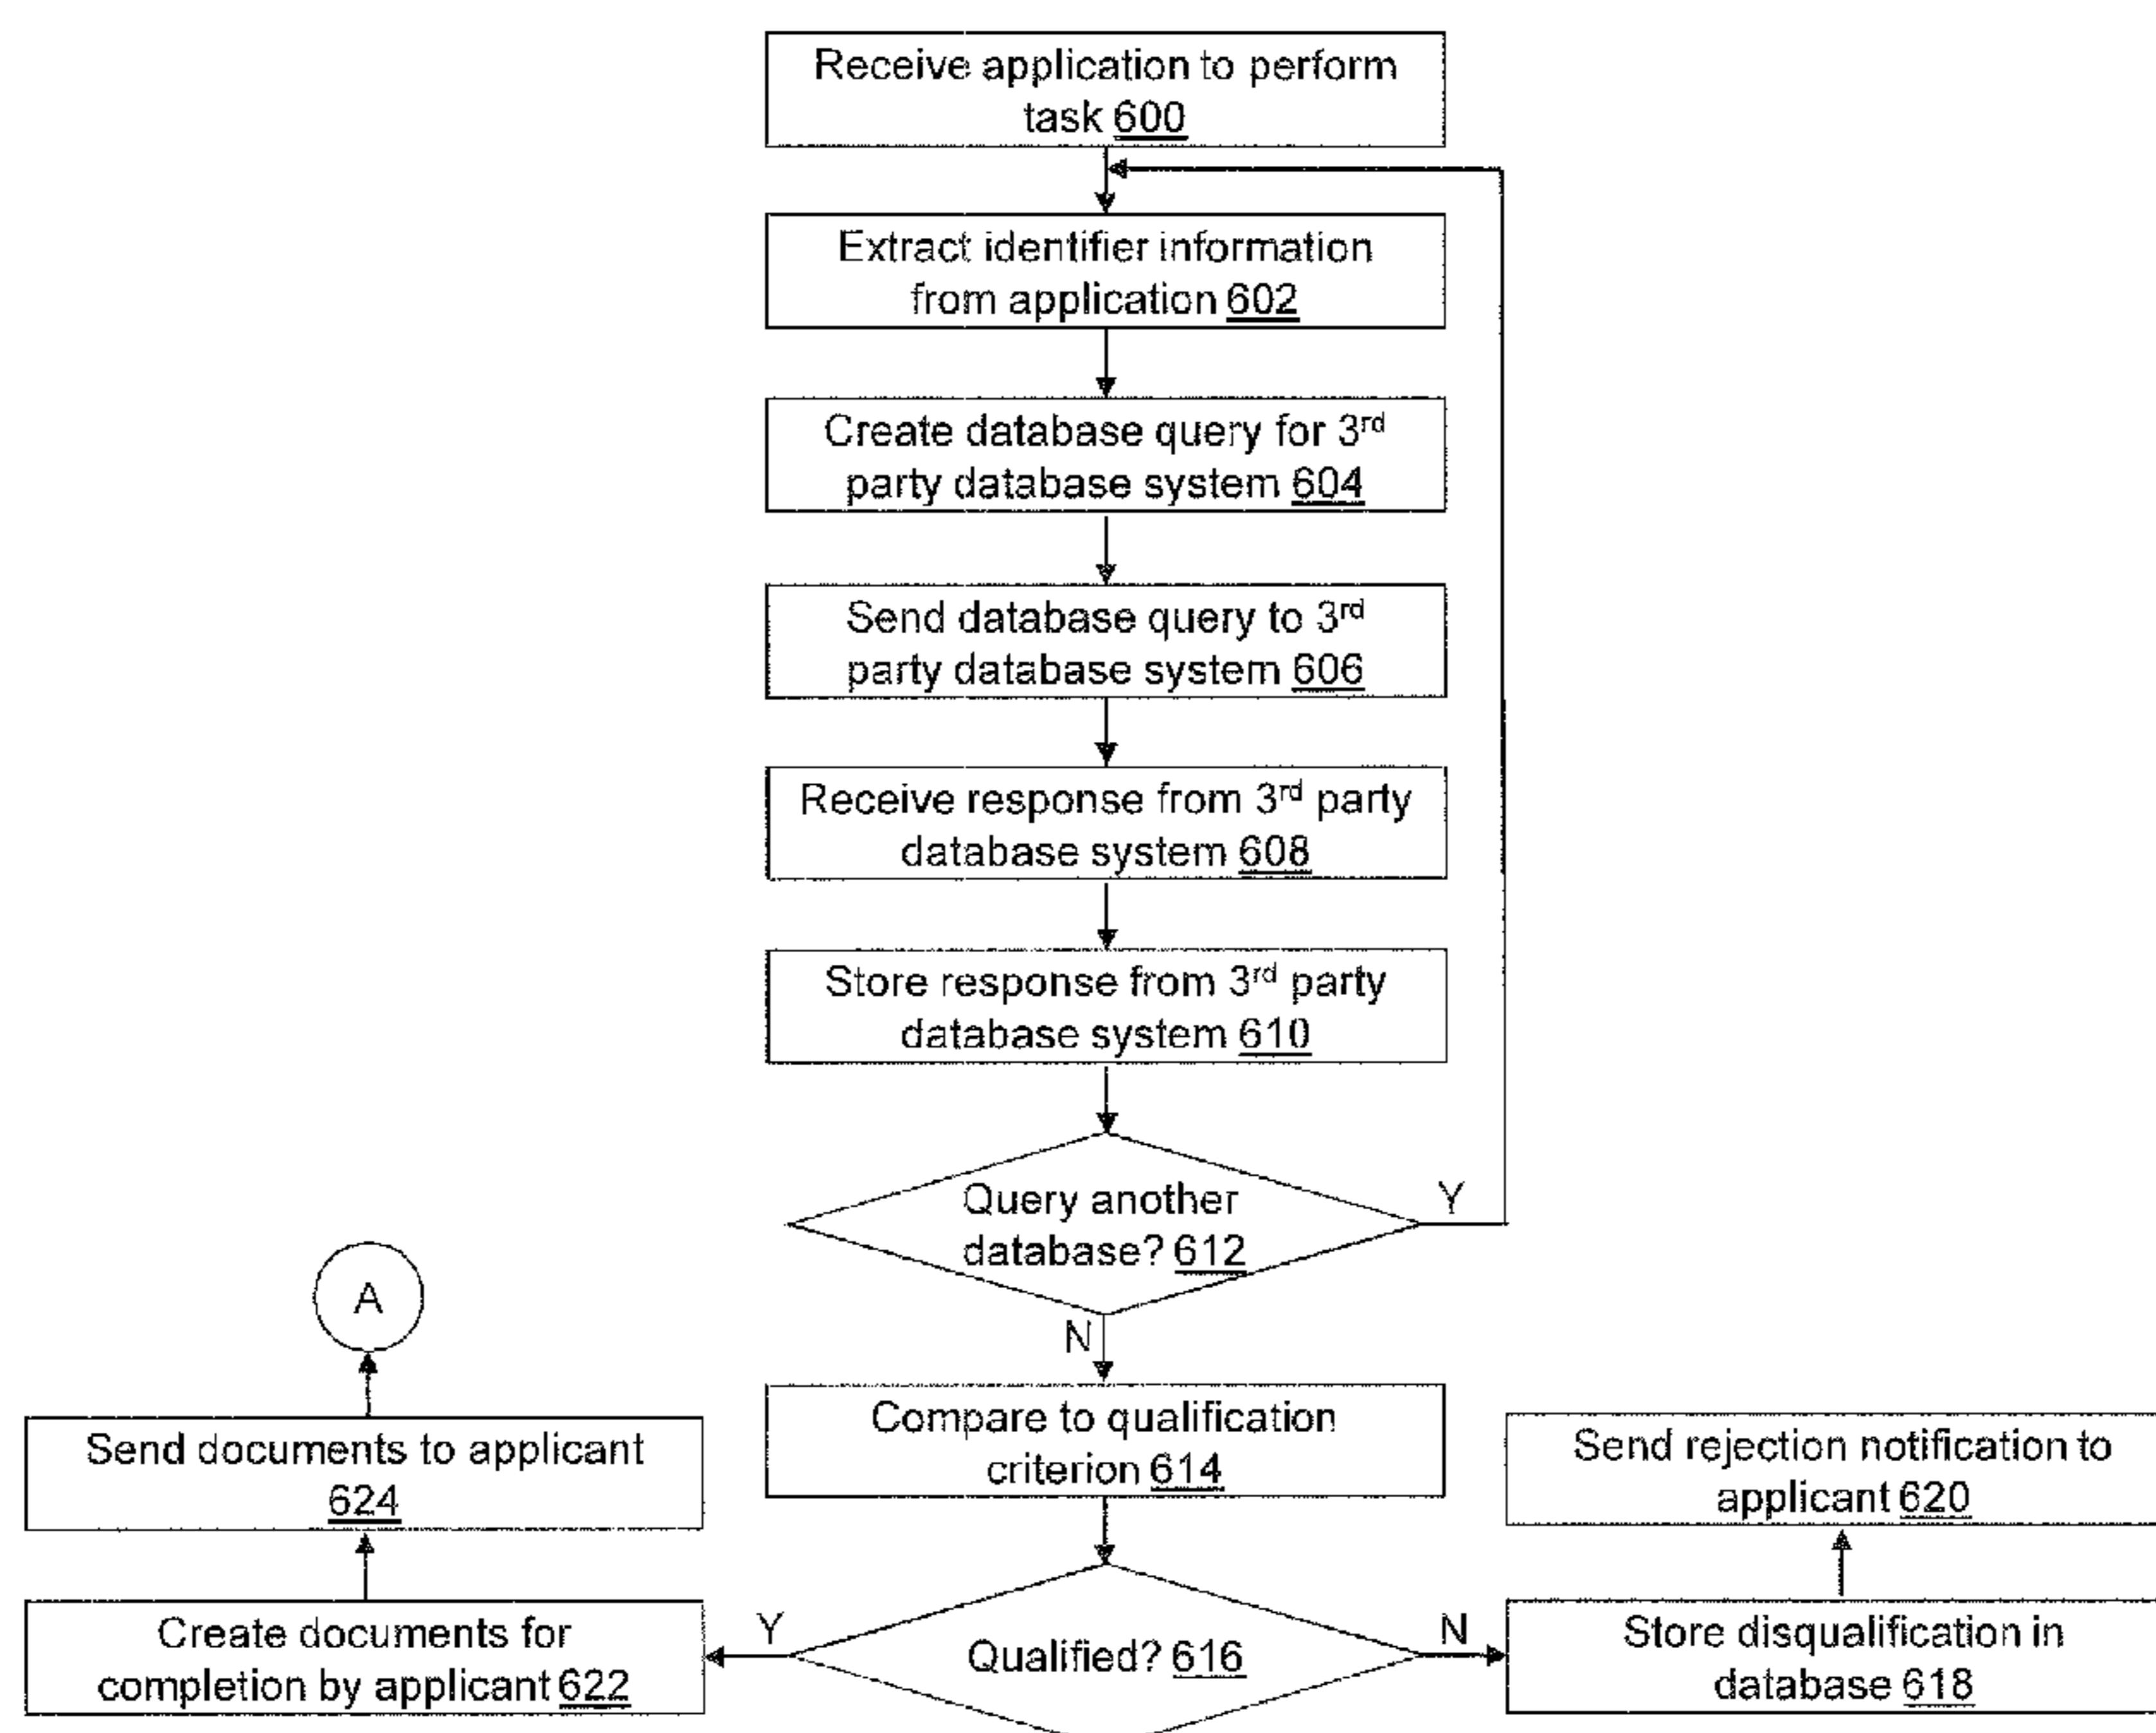 Receive application to perform
task 600
Extract identifier information
from application 602
Create database query for 3rd
party database system 604
Send database query to 3rd
party database system 606
Receive response from 3rd party
database system 608
Store response from 3rd party
database system 610
Query another
database? 612
Y
N
Compare to qualification
criterion 614
Qualified? 616
N
Store disqualification in
database 618
Send rejection notification to
applicant 620
Y
Create documents for
completion by applicant 622
Send documents to applicant
624
A